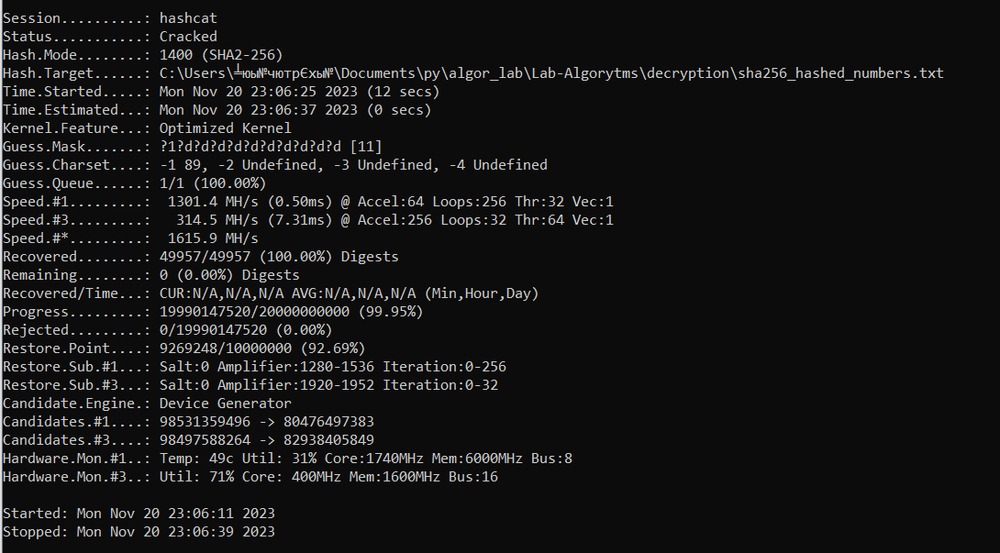 Session..........: hashcat
Status...........: Cracked
Hash.Mode........: 1400 (SHA2-256)
Hash.Target......: C:\Users\╧юы№чютрЄхы№\Documents\py\algor_lab\Lab-Algorytms\decryption\sha256_hashed_numbers.txt
Time.Started.....: Mon Nov 20 23:06:25 2023 (12 secs)
Time.Estimated...: Mon Nov 20 23:06:37 2023 (0 secs)
Kernel.Feature...: Optimized Kernel
Guess.Mask.......: ?1?d?d?d?d?d?d?d?d?d?d [11]
Guess.Charset....: -1 89, -2 Undefined, -3 Undefined, -4 Undefined
Guess.Queue......: 1/1 (100.00%)
Speed.#1.........:  1301.4 MH/s (0.50ms) @ Accel:64 Loops:256 Thr:32 Vec:1
Speed.#3.........:   314.5 MH/s (7.31ms) @ Accel:256 Loops:32 Thr:64 Vec:1
Speed.#*.........:  1615.9 MH/s
Recovered........: 49957/49957 (100.00%) Digests
Remaining........: 0 (0.00%) Digests
Recovered/Time...: CUR:N/A,N/A,N/A AVG:N/A,N/A,N/A (Min,Hour,Day)
Progress.........: 19990147520/20000000000 (99.95%)
Rejected.........: 0/19990147520 (0.00%)
Restore.Point....: 9269248/10000000 (92.69%)
Restore.Sub.#1...: Salt:0 Amplifier:1280-1536 Iteration:0-256
Restore.Sub.#3...: Salt:0 Amplifier:1920-1952 Iteration:0-32
Candidate.Engine.: Device Generator
Candidates.#1....: 98531359496 -> 80476497383
Candidates.#3....: 98497588264 -> 82938405849
Hardware.Mon.#1..: Temp: 49c Util: 31% Core:1740MHz Mem:6000MHz Bus:8
Hardware.Mon.#3..: Util: 71% Core: 400MHz Mem:1600MHz Bus:16
Started: Mon Nov 20 23:06:11 2023
Stopped: Mon Nov 20 23:06:39 2023